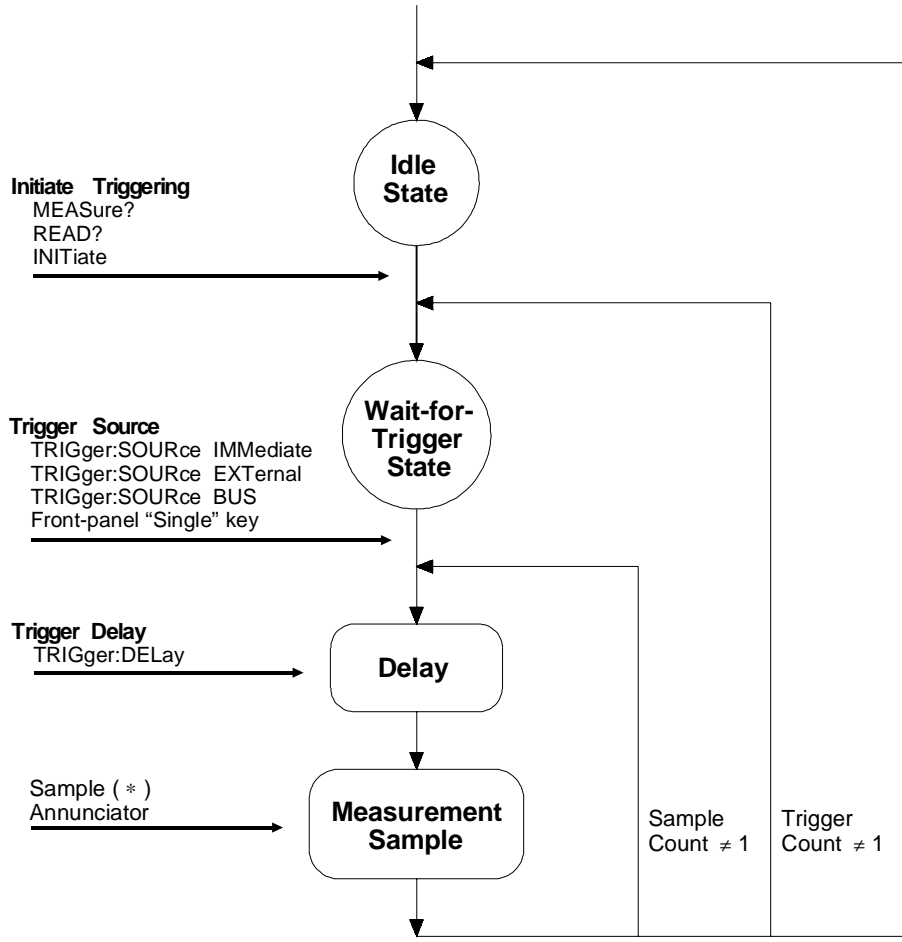 Idle
State
Initiate Triggering
MEASure?
READ?
INITiate
Wait-for-
Trigger
State
Trigger Source
TRIGger:SOURce IMMediate
TRIGger:SOURce EXTernal
TRIGger:SOURce BUS
Front-panel “Single” key
Trigger Delay
TRIGger:DELay
Delay
Sample ( * )
Annunciator
Measurement
Sample
Sample
Count ≠ 1
Trigger
Count ≠ 1